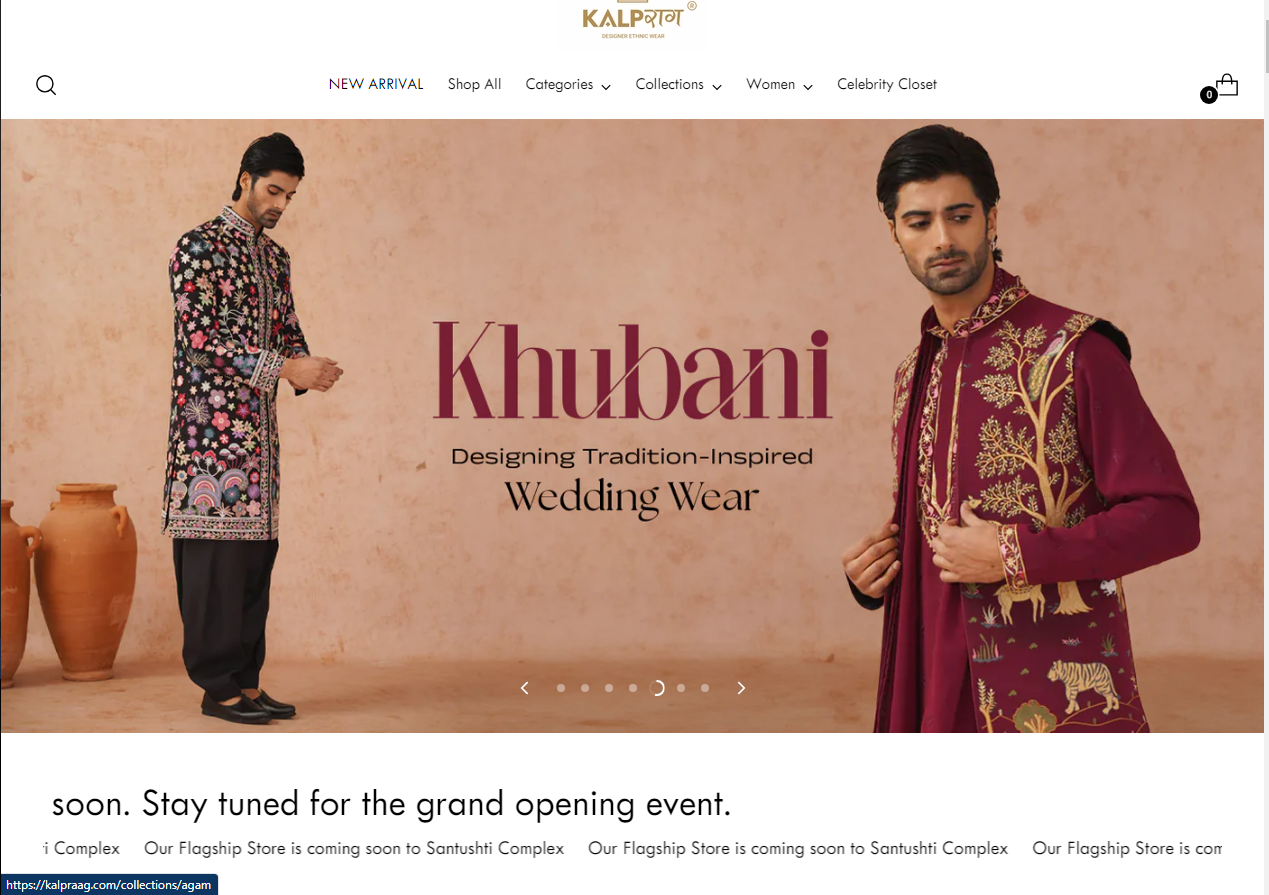 KALPराग®
DESIGNER ETHNIC WEAR
NEW ARRIVAL Shop All Categories Collections Women Celebrity Closet
0
Khubani
Designing Tradition-Inspired
Wedding Wear
soon. Stay tuned for the grand opening event.
i Complex Our Flagship Store is coming soon to Santushti Complex Our Flagship Store is coming soon to Santushti Complex Our Flagship Store is com
https://kalpraag.com/collections/agam